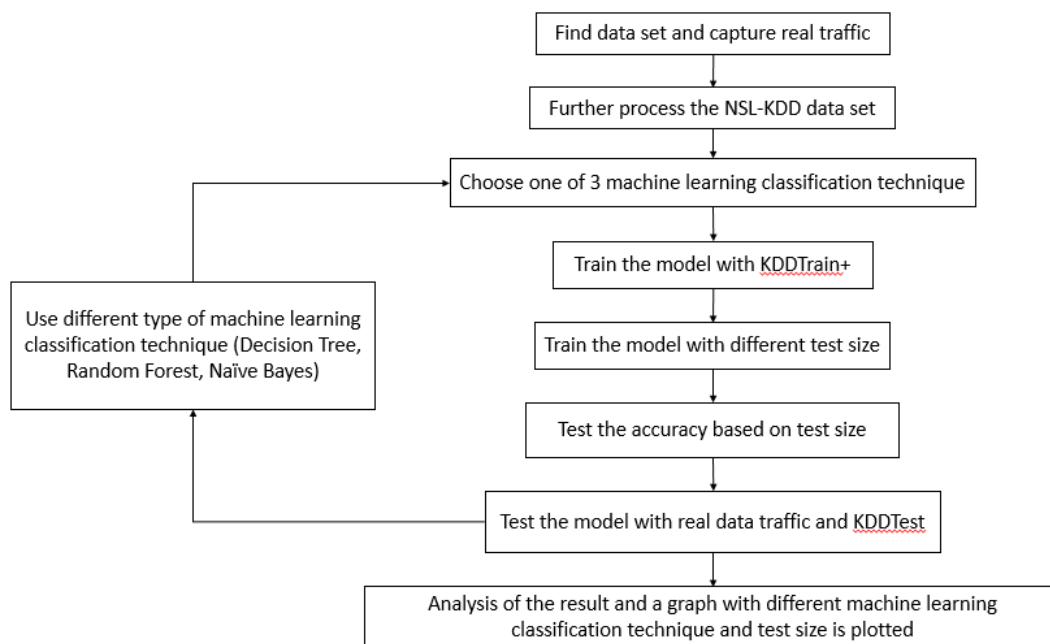 Find data set and capture real traffic
Further process the NSL-KDD data set
Choose one of 3 machine learning classification technique
Train the model with KDDTrain+
Use different type of machine learning
classification technique (Decision Tree,
Random Forest, Naïve Bayes)
Train the model with different test size
Test the accuracy based on test size
Test the model with real data traffic and KDDTest
Analysis of the result and a graph with different machine learning
classification technique and test size is plotted